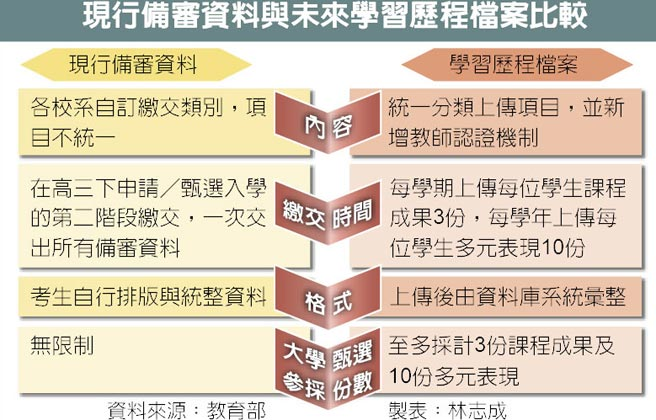 現行備審資料與未來學習歷程檔案比較
現行備審資料
學習歷程檔案
各校系自訂繳交類別，項
目不統一
內容
統一分類上傳項目，並新
增教師認證機制
在高三下申請／甄選入學
的第二階段繳交，一次交
出所有備審資料
繳交時間
每學期上傳每位學生課程
成果3份，每學年上傳每
位學生多元表現10份
考生自行排版與統整資料
格式
上傳後由資料庫系統彙整
無限制
大學甄選
參採份數
至多採計3份課程成果及
10份多元表現
資料來源：教育部
製表：林志成